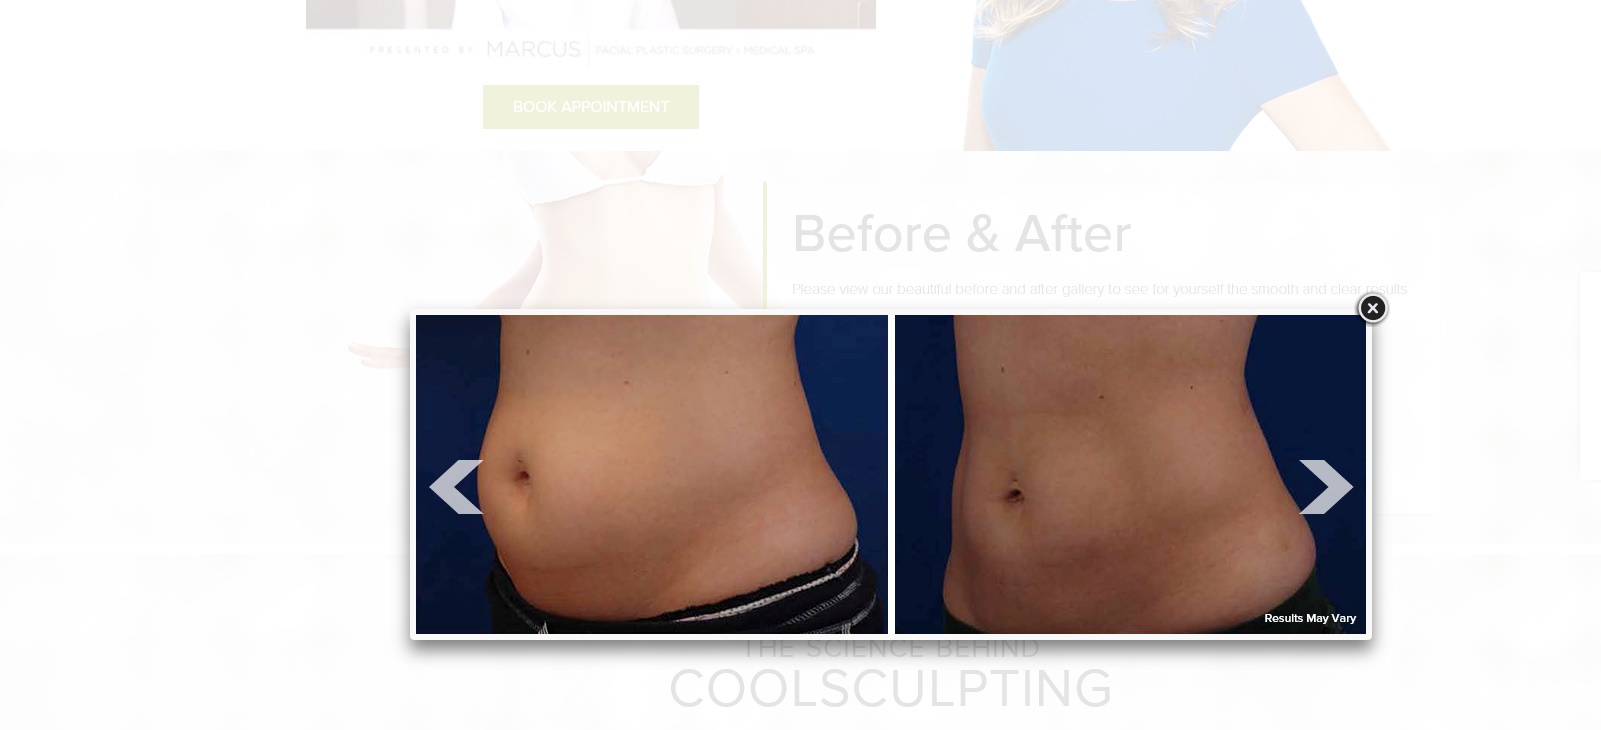 PRESENTED BY MARCUS FACIAL PLASTIC SURGERY & MEDICAL SPA
BOOK APPOINTMENT
Before & After
Please view our beautiful before and after gallery to see for yourself the smooth and clear results
Results May Vary
THE SCIENCE BEHIND
COOLSCULPTING